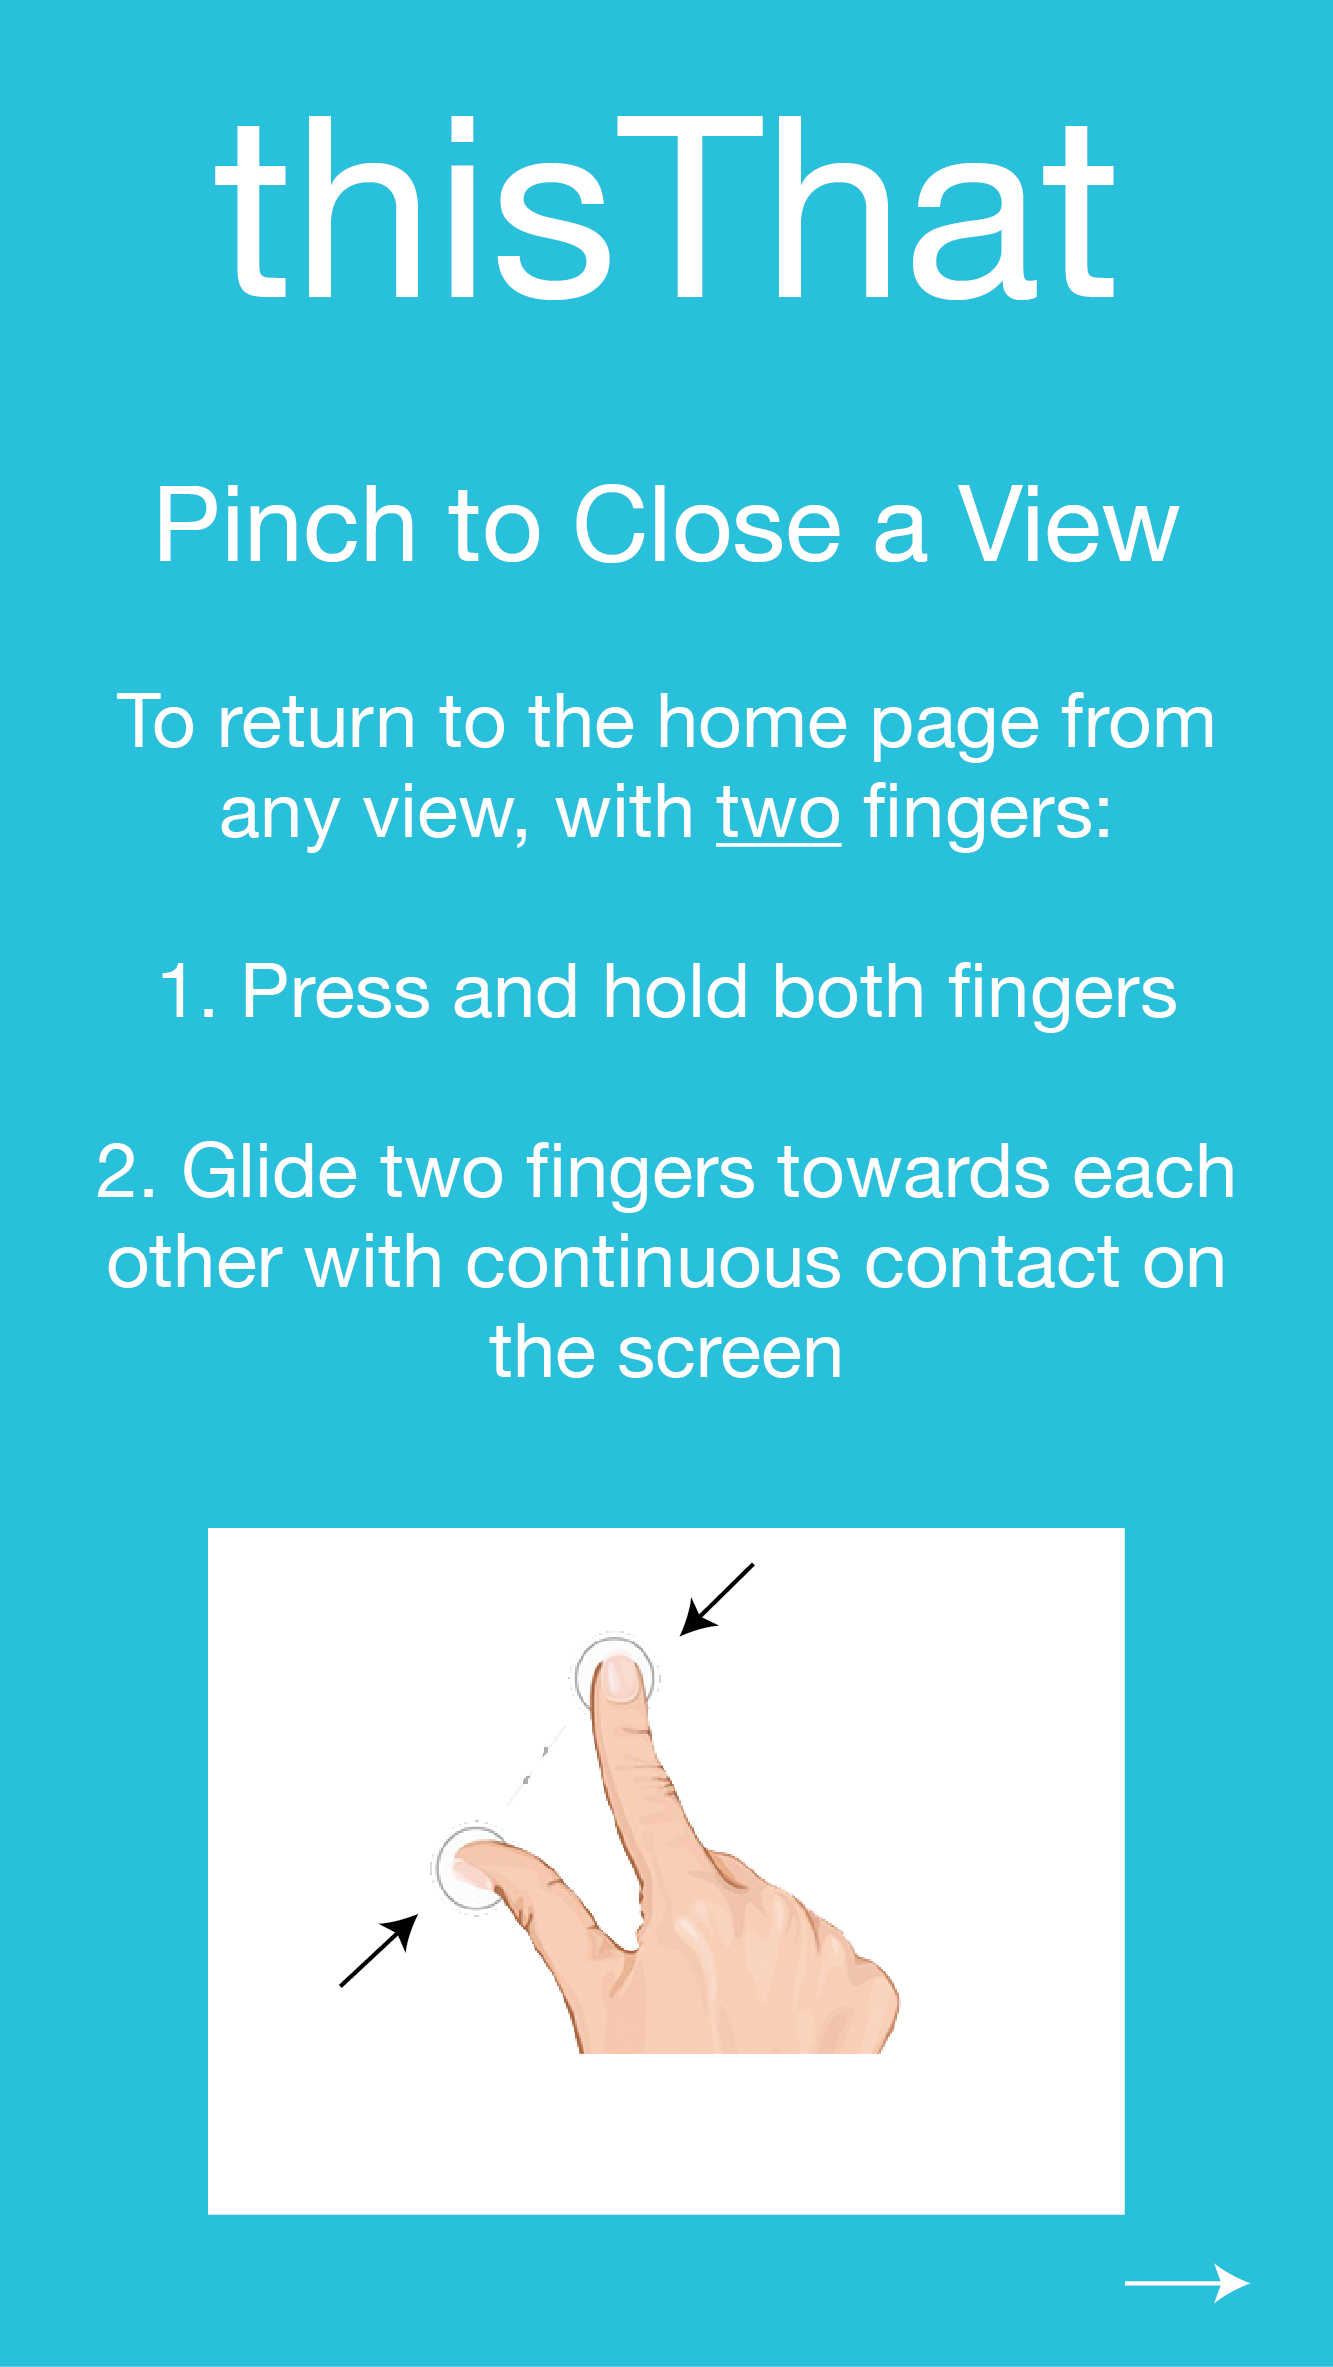 thisThat
Pinch to Close a View
To return to the home page from
any view, with two fingers:
1. Press and hold both fingers
2. Glide two fingers towards each
other with continuous contact on
the screen